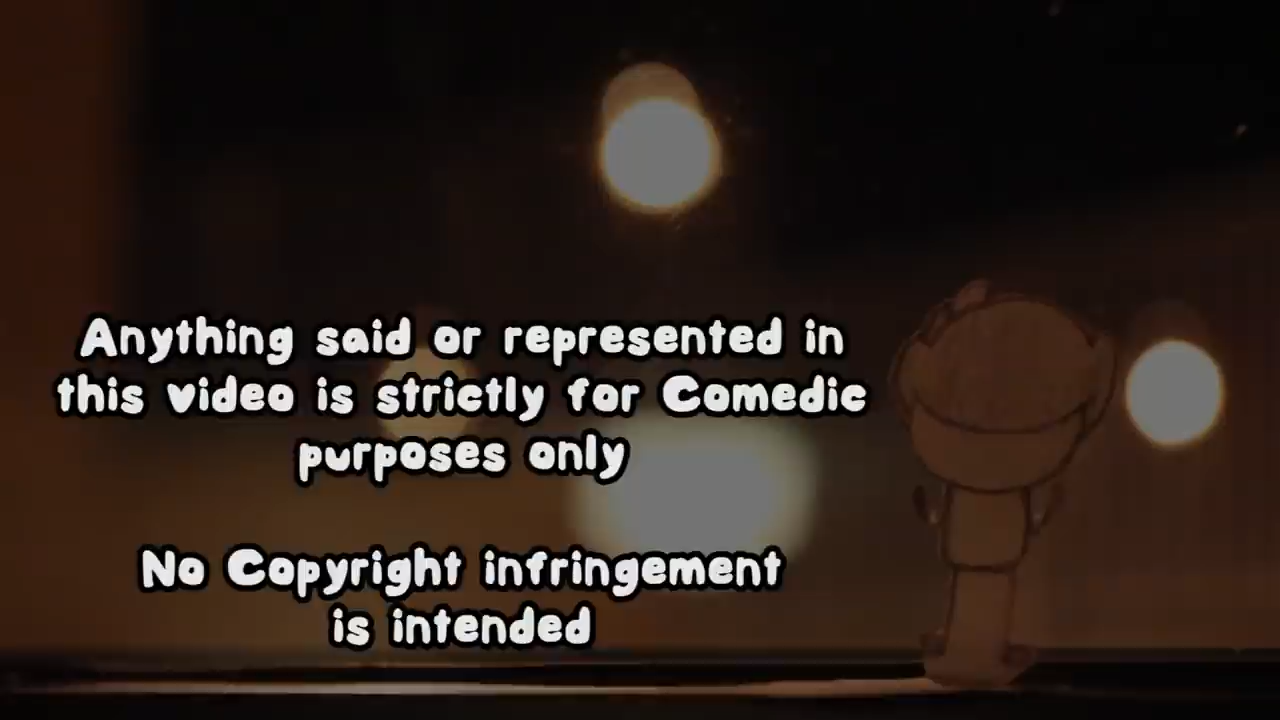 Anything said or represented in
this video is strictly for Comedic
purposes only
No Copyright infringement
is intended